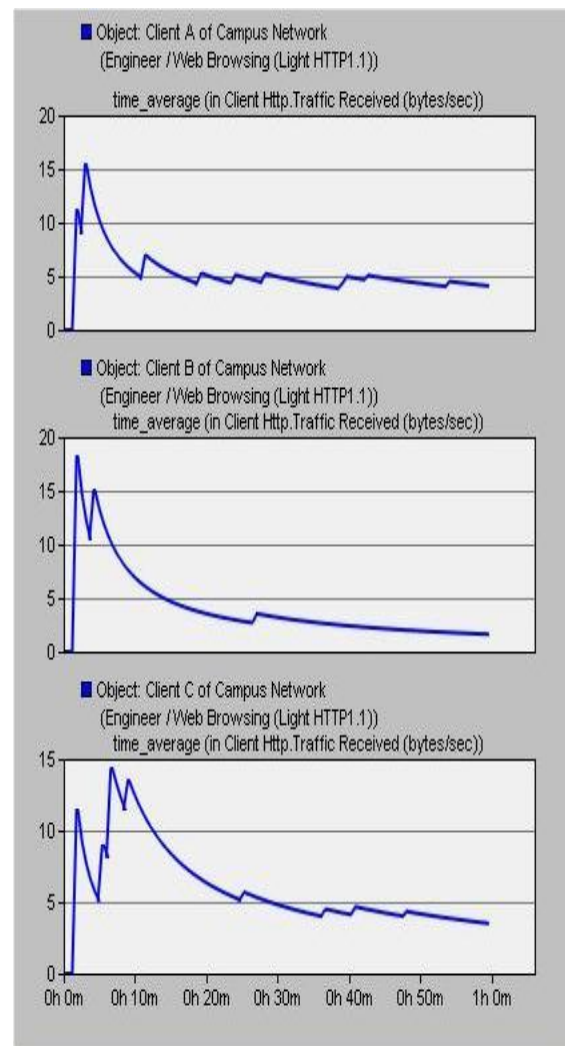 Object: Client A of Campus Network
(Engineer / Web Browsing (Light HTTP1.1))
time_average (in Client Http.Traffic Received (bytes/sec))
20
15
10
5
0
Object: Client B of Campus Network
(Engineer / Web Browsing (Light HTTP1.1))
time_average (in Client Http.Traffic Received (bytes/sec))
20
15
10
5
0
Object: Client C of Campus Network
(Engineer / Web Browsing (Light HTTP1.1))
time_average (in Client Http.Traffic Received (bytes/sec))
15
10
5
0
0h 0m 0h 10m 0h 20m 0h 30m 0h 40m 0h 50m 1h 0m